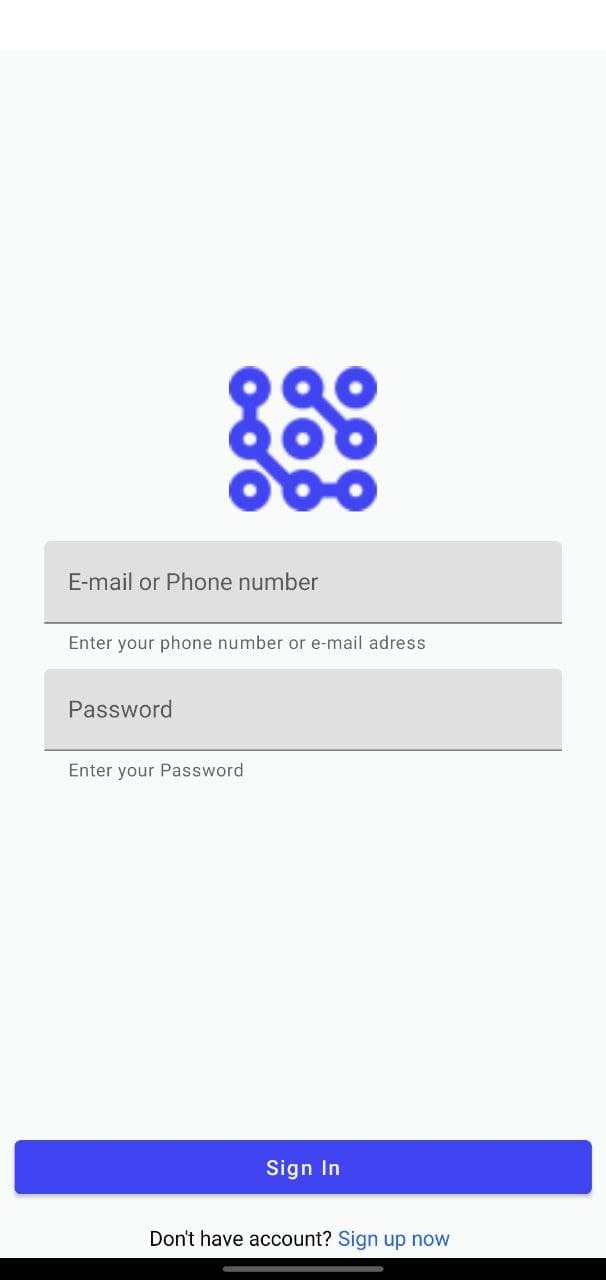 E-mail or Phone number
Enter your phone number or e-mail adress
Password
Enter your Password
Sign In
Don't have account? Sign up now